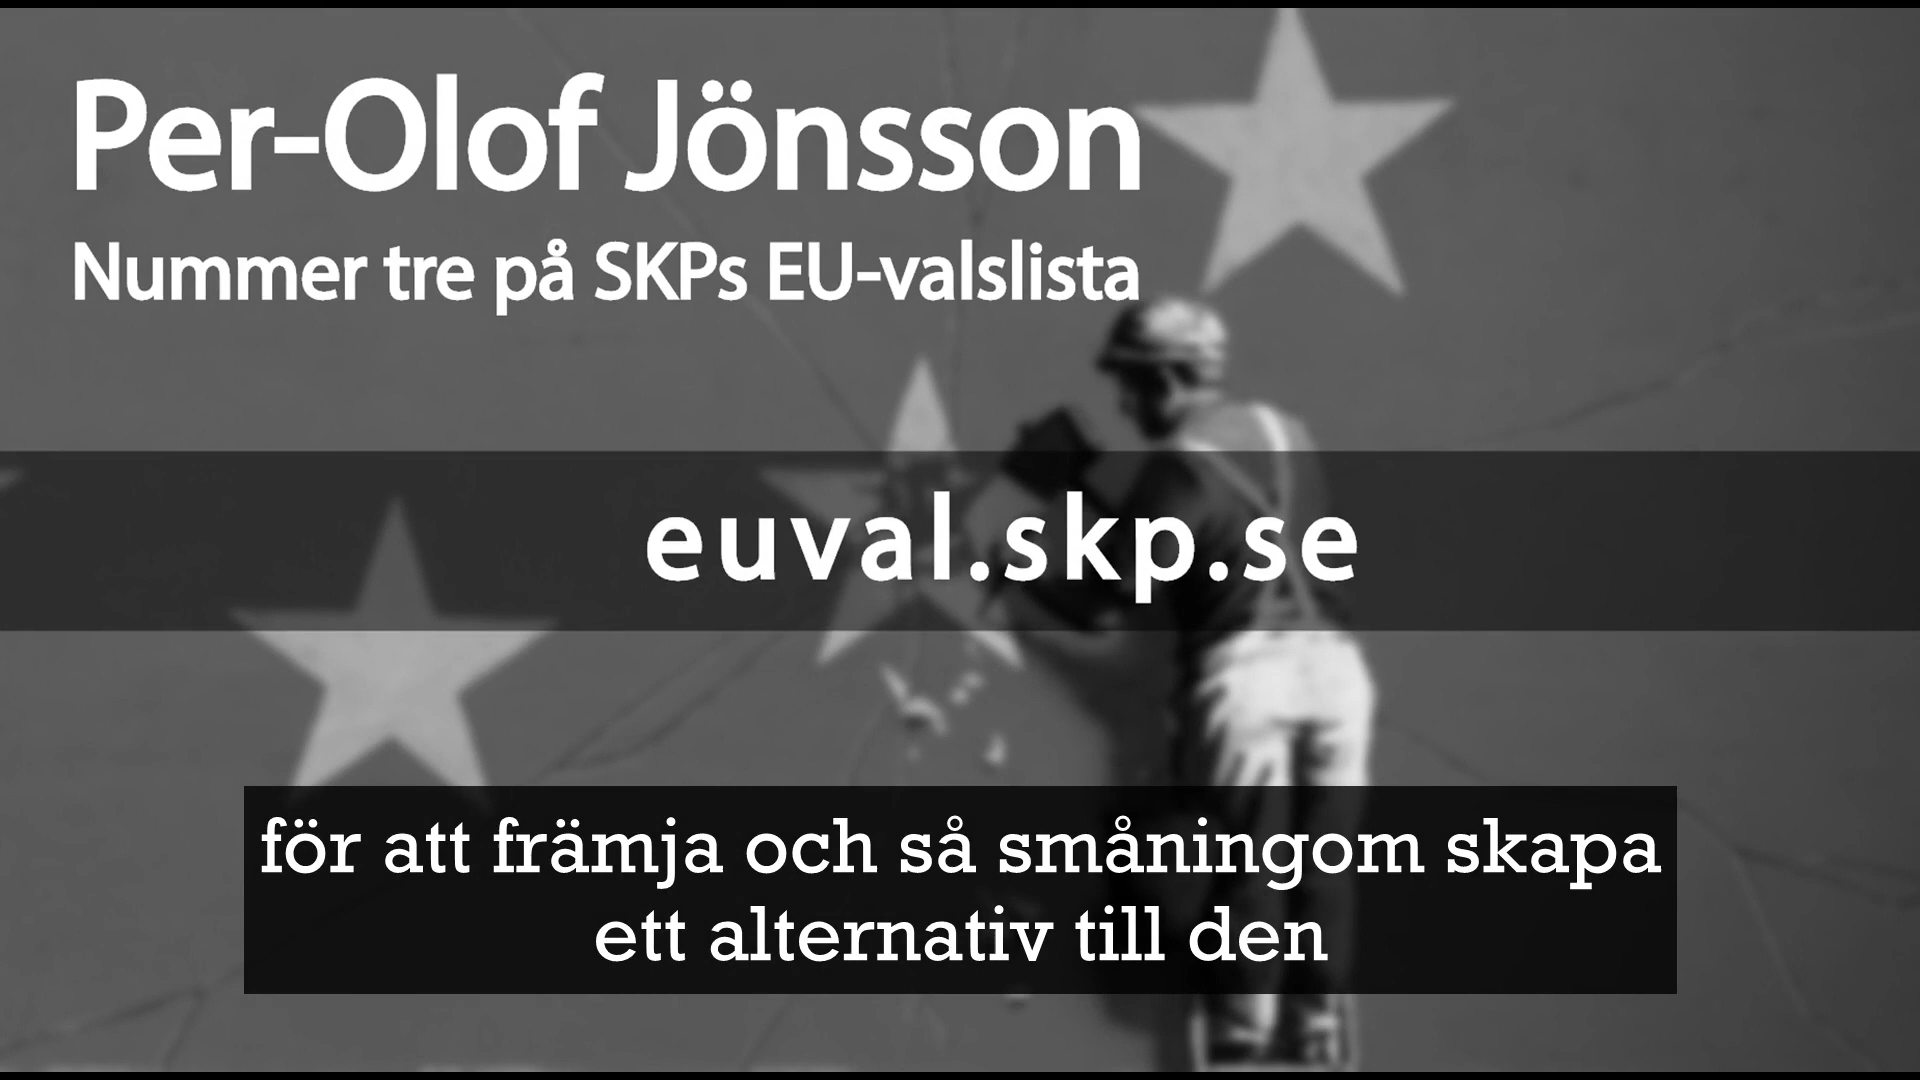 Per-Olof Jönsson
Nummer tre på SKPs EU-valslista
euval.skp.se
för att främja och så småningom skapa
ett alternativ till den